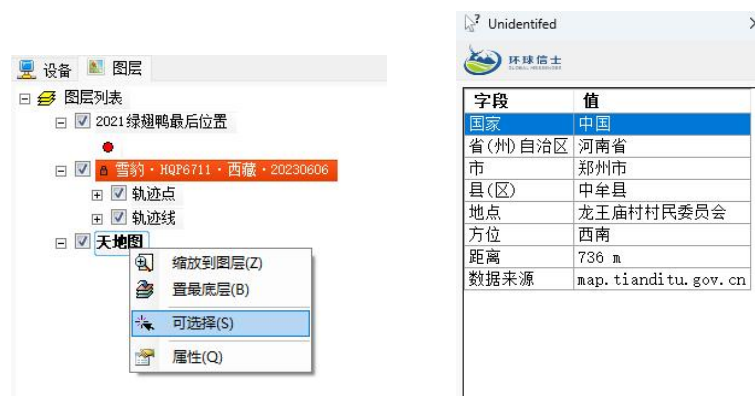 设备 图层
图层列表
2021绿翅鸭最后位置
雪豹·HQP6711·西藏·20230606
轨迹点
轨迹线
天地图
缩放到图层(Z)
置最底层(B)
可选择(S)
属性(Q)
Unidentifed
环球信士
GLOBAL MESSENGER
字段 值
国家 中国
省(州)自治区 河南省
市 郑州市
县(区) 中牟县
地点 龙王庙村村民委员会
方位 西南
距离 736 m
数据来源 map.tianditu.gov.cn